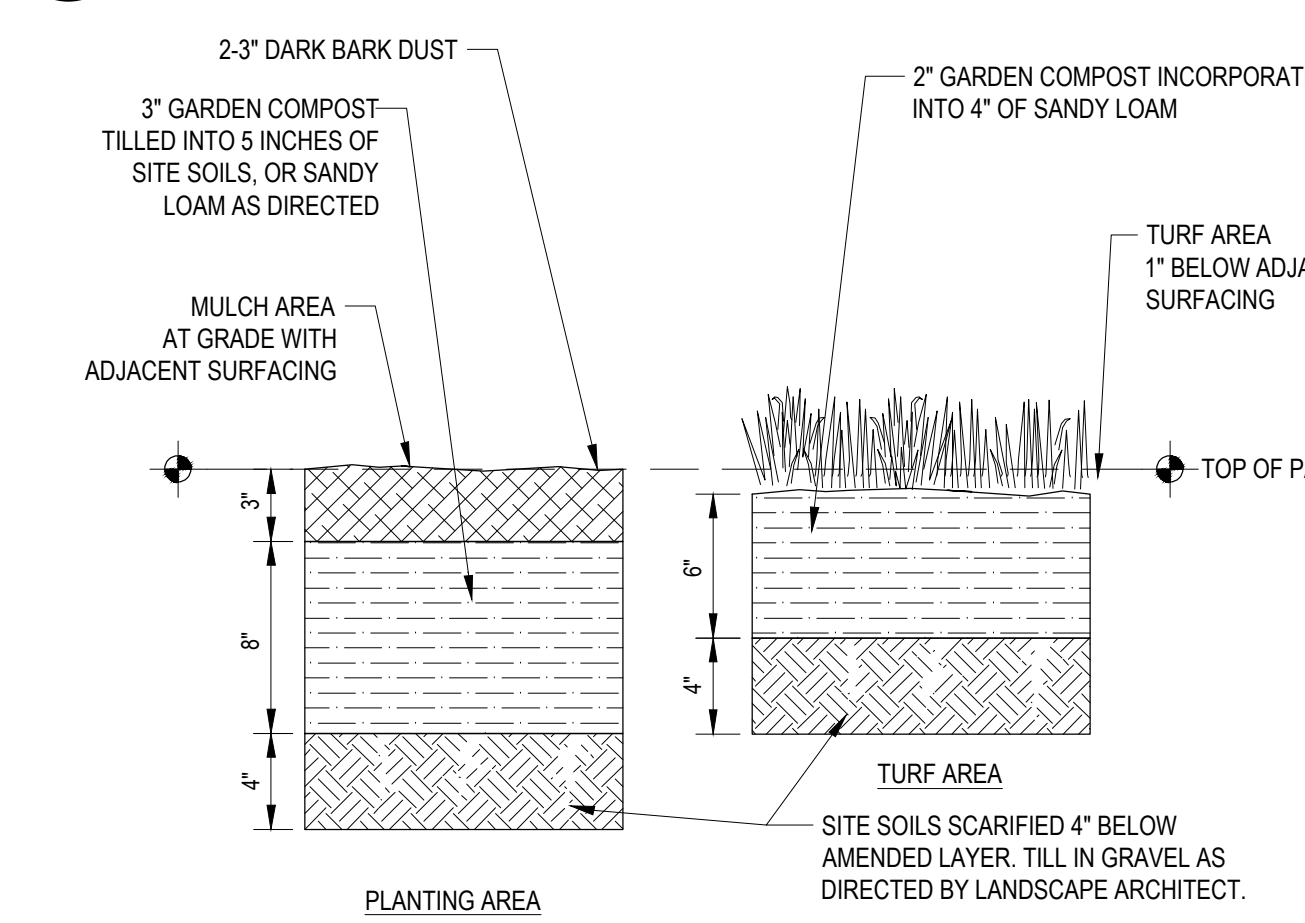 2-3" DARK BARK DUST
3" GARDEN COMPOST
TILLED INTO 5 INCHES OF
SITE SOILS, OR SANDY
LOAM AS DIRECTED
MULCH AREA
AT GRADE WITH
ADJACENT SURFACING
2" GARDEN COMPOST INCORPORAT
INTO 4" OF SANDY LOAM
TURF AREA
1" BELOW ADJA
SURFACING
TOP OF PA
3"
8"
4"
6"
4"
TURF AREA
SITE SOILS SCARIFIED 4" BELOW
AMENDED LAYER. TILL IN GRAVEL AS
DIRECTED BY LANDSCAPE ARCHITECT.
PLANTING AREA